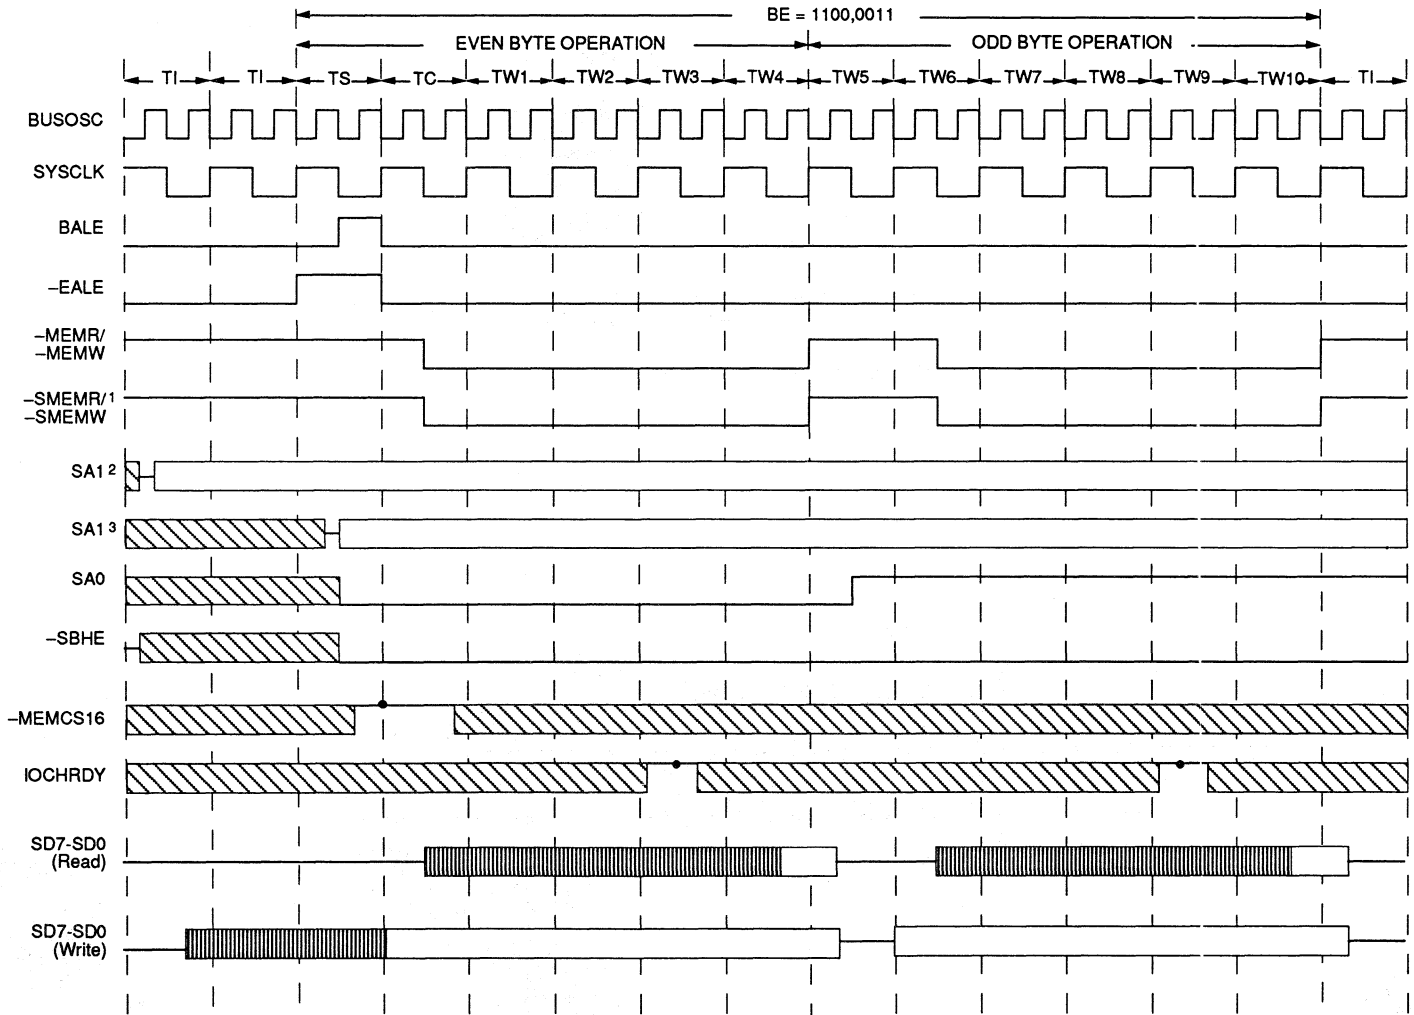 BE = 1100,0011
EVEN BYTE OPERATION
ODD BYTE OPERATION
TI TI TS TC TW1 TW2 TW3 TW4 TW5 TW6 TW7 TW8 TW9 TW10 TI
BUSOSC
SYSCLK
BALE
–EALE
–MEMR/
–MEMW
–SMEMR/1
–SMEMW
SA1 2
SA1 3
SA0
–SBHE
–MEMCS16
IOCHRDY
SD7-SD0
(Read)
SD7-SD0
(Write)